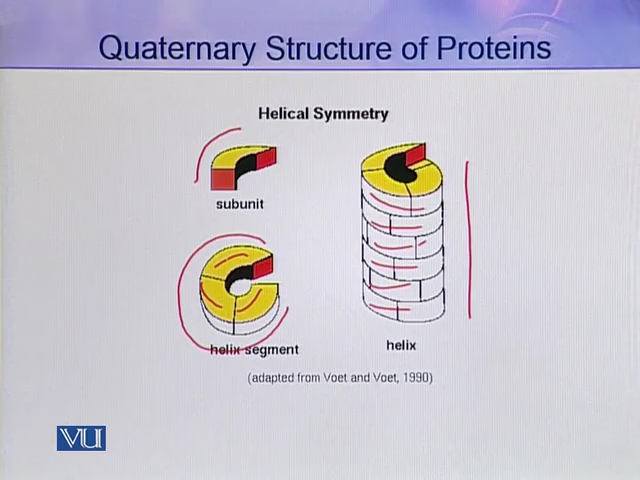 Quaternary Structure of Proteins
Helical Symmetry
subunit
helix segment
helix
(adapted from Voet and Voet, 1990)
VU